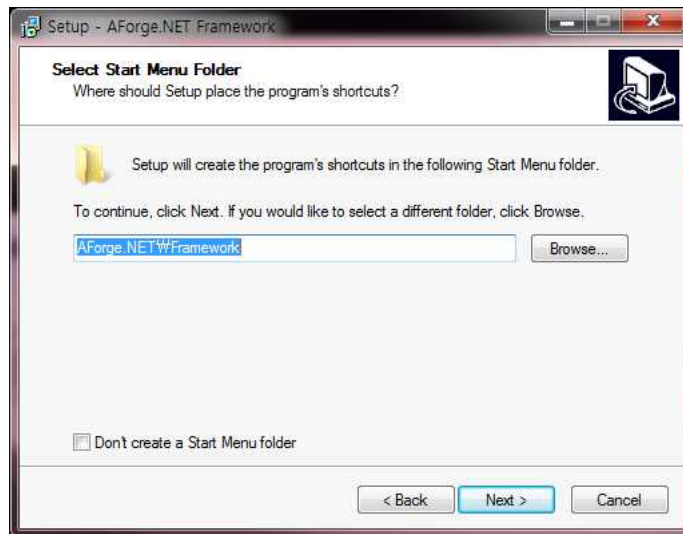 Setup - AForge.NET Framework
Select Start Menu Folder
Where should Setup place the program's shortcuts?
Setup will create the program's shortcuts in the following Start Menu folder.
To continue, click Next. If you would like to select a different folder, click Browse.
AForge.NET₩Framework
Browse...
Don't create a Start Menu folder
< Back
Next >
Cancel